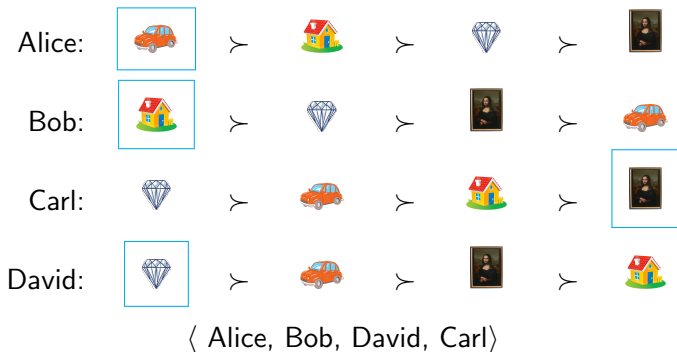 Alice: ≻ ≻ ≻
Bob: ≻ ≻ ≻
Carl: ≻ ≻ ≻
David: ≻ ≻ ≻
⟨ Alice, Bob, David, Carl⟩